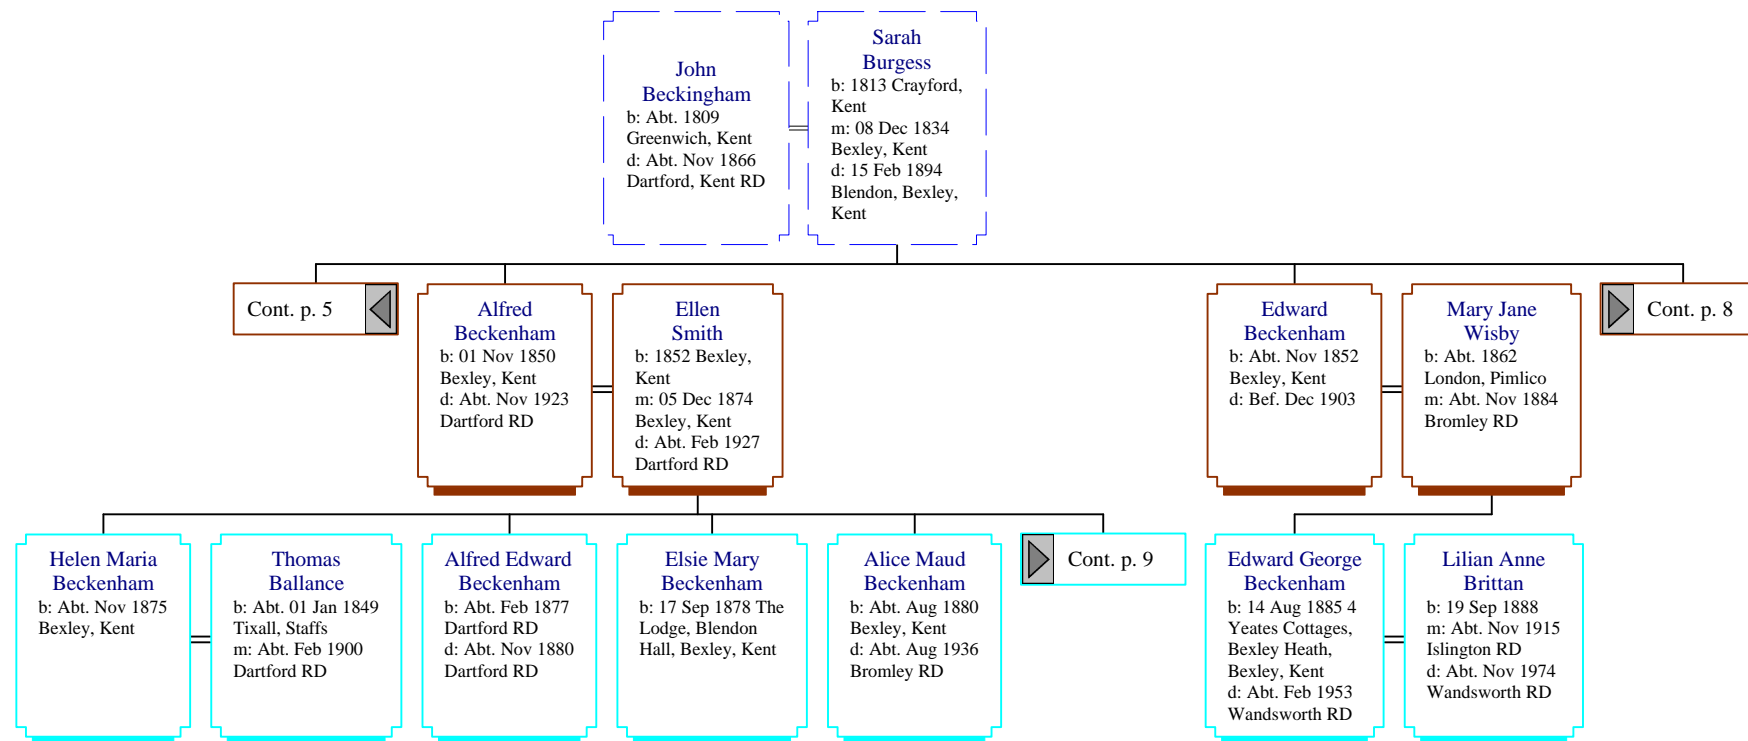 John
Beckingham
b: Abt. 1809
Greenwich, Kent
d: Abt. Nov 1866
Dartford, Kent RD
Sarah
Burgess
b: 1813 Crayford,
Kent
m: 08 Dec 1834
Bexley, Kent
d: 15 Feb 1894
Blendon, Bexley,
Kent
Cont. p. 5
Alfred
Beckenham
b: 01 Nov 1850
Bexley, Kent
d: Abt. Nov 1923
Dartford RD
Ellen
Smith
b: 1852 Bexley,
Kent
m: 05 Dec 1874
Bexley, Kent
d: Abt. Feb 1927
Dartford RD
Edward
Beckenham
b: Abt. Nov 1852
Bexley, Kent
d: Bef. Dec 1903
Mary Jane
Wisby
b: Abt. 1862
London, Pimlico
m: Abt. Nov 1884
Bromley RD
Cont. p. 8
Helen Maria
Beckenham
b: Abt. Nov 1875
Bexley, Kent
Thomas
Ballance
b: Abt. 01 Jan 1849
Tixall, Staffs
m: Abt. Feb 1900
Dartford RD
Alfred Edward
Beckenham
b: Abt. Feb 1877
Dartford RD
d: Abt. Nov 1880
Dartford RD
Elsie Mary
Beckenham
b: 17 Sep 1878 The
Lodge, Blendon
Hall, Bexley, Kent
Alice Maud
Beckenham
b: Abt. Aug 1880
Bexley, Kent
d: Abt. Aug 1936
Bromley RD
Cont. p. 9
Edward George
Beckenham
b: 14 Aug 1885 4
Yeates Cottages,
Bexley Heath,
Bexley, Kent
d: Abt. Feb 1953
Wandsworth RD
Lilian Anne
Brittan
b: 19 Sep 1888
m: Abt. Nov 1915
Islington RD
d: Abt. Nov 1974
Wandsworth RD